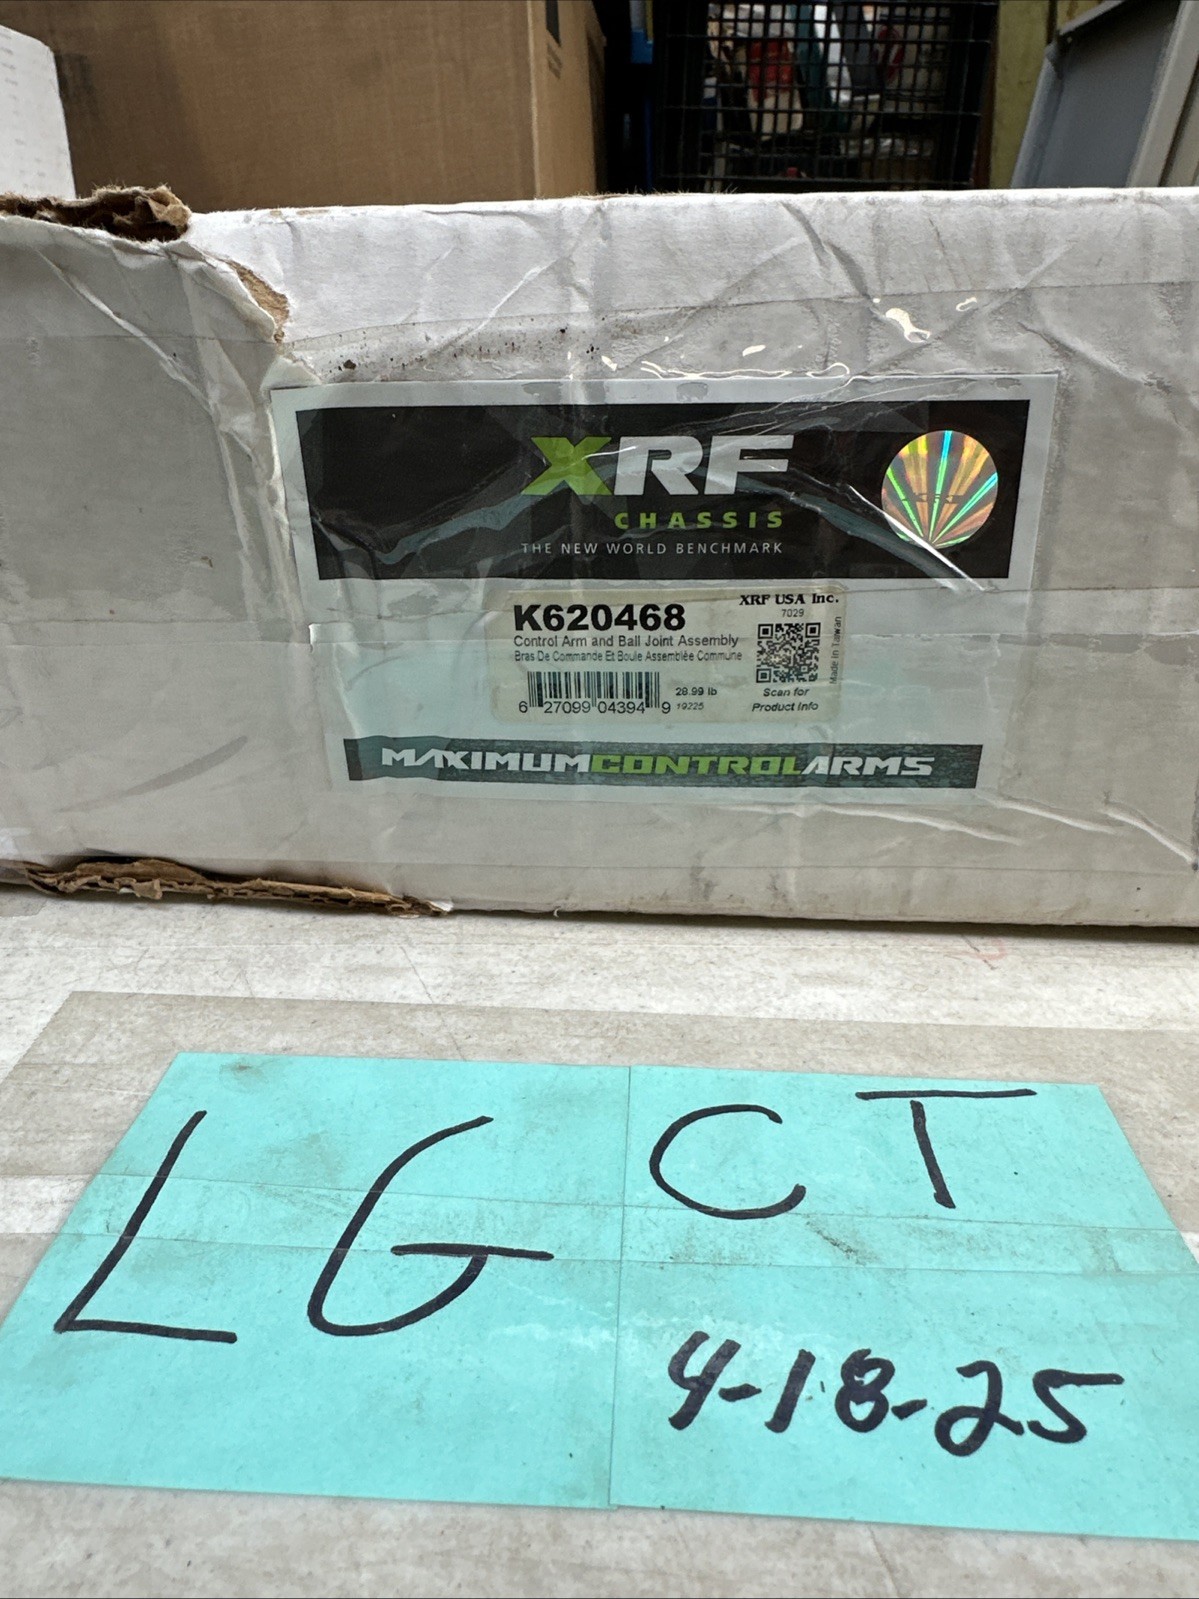 XRF
CHASSIS
THE NEW WORLD BENCHMARK
K620468
XRF USA Inc.
7029
Control Arm and Ball Joint Assembly
Bras De Commande Et Boule Assemblée Commune
Made in Taiwan
28.99 lb
6 27099 04394 9
19225
Scan for
Product Info
MAXIMUMCONTROLARMS
LG CT
4-18-25